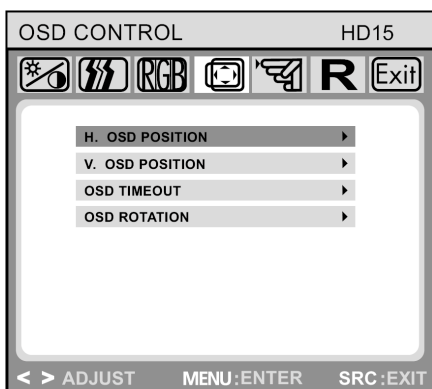 OSD CONTROL HD15
RGB R Exit
H. OSD POSITION
V. OSD POSITION
OSD TIMEOUT
OSD ROTATION
< > ADJUST MENU:ENTER SRC:EXIT